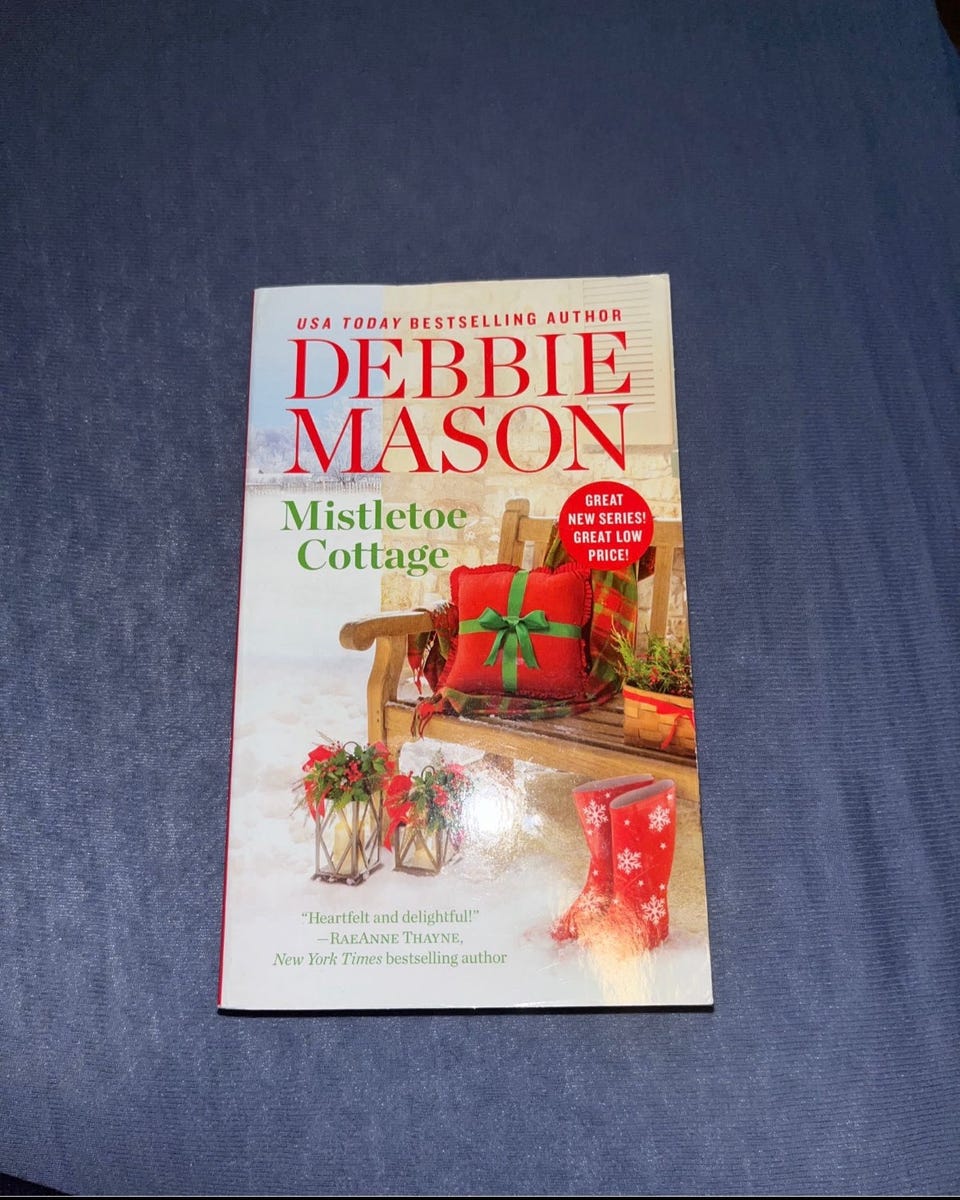 USA TODAY BESTSELLING AUTHOR
DEBBIE
MASON
Mistletoe
Cottage
GREAT
NEW SERIES!
GREAT LOW
PRICE!
“Heartfelt and delightful!”
—RAEANNE THAYNE,
New York Times bestselling author